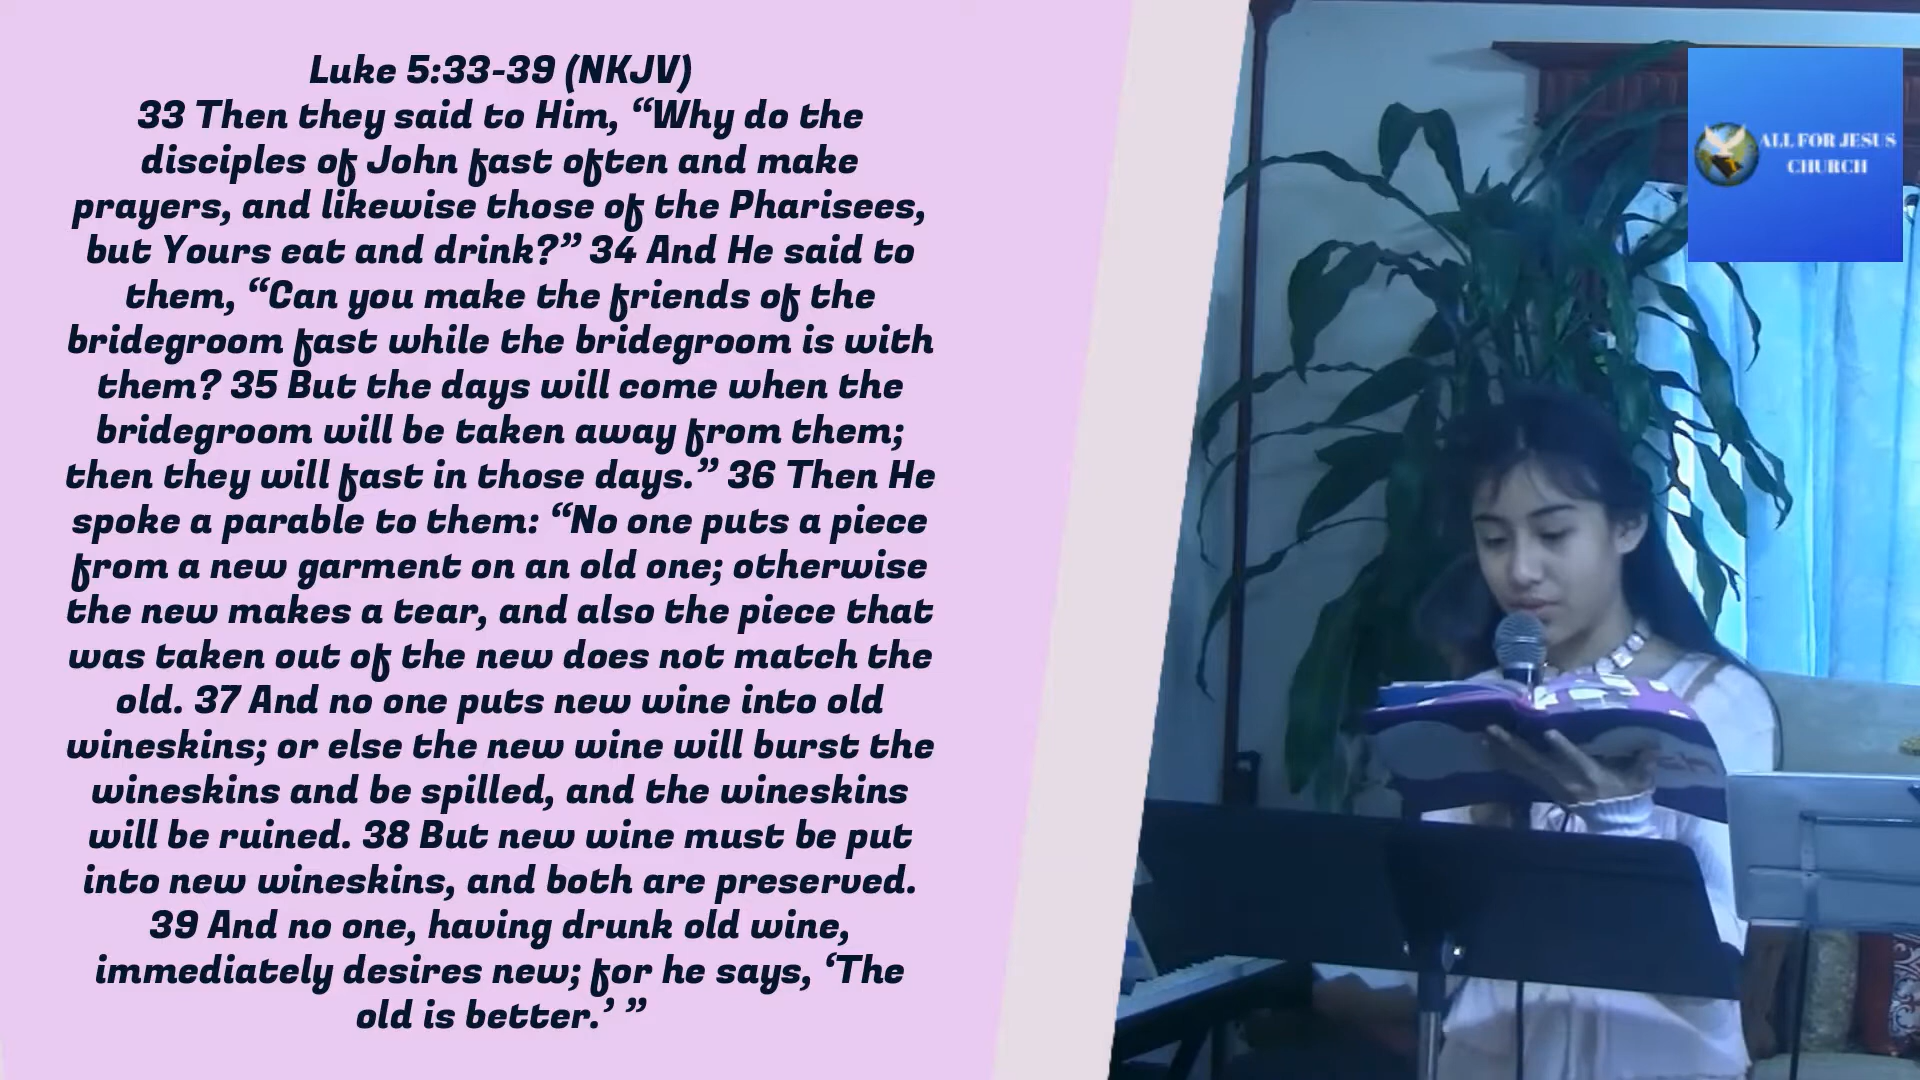 Luke 5:33-39 (NKJV)
33 Then they said to Him, “Why do the
disciples of John fast often and make
prayers, and likewise those of the Pharisees,
but Yours eat and drink?” 34 And He said to
them, “Can you make the friends of the
bridegroom fast while the bridegroom is with
them? 35 But the days will come when the
bridegroom will be taken away from them;
then they will fast in those days.” 36 Then He
spoke a parable to them: “No one puts a piece
from a new garment on an old one; otherwise
the new makes a tear, and also the piece that
was taken out of the new does not match the
old. 37 And no one puts new wine into old
wineskins; or else the new wine will burst the
wineskins and be spilled, and the wineskins
will be ruined. 38 But new wine must be put
into new wineskins, and both are preserved.
39 And no one, having drunk old wine,
immediately desires new; for he says, ‘The
old is better.’ ”
ALL FOR JESUS
CHURCH